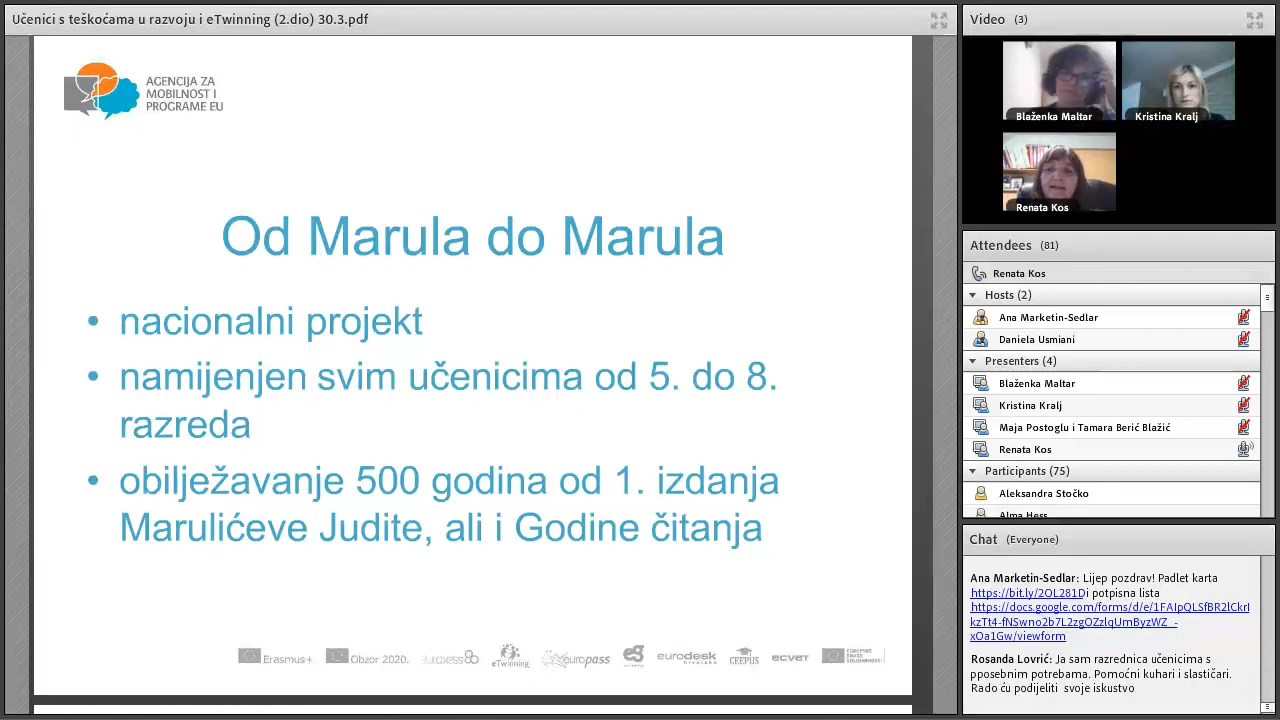 Učenici s teškoćama u razvoju i eTwinning (2.dio) 30.3.pdf
AGENCIJA ZA
MOBILNOST I
PROGRAME EU
Od Marula do Marula
• nacionalni projekt
• namijenjen svim učenicima od 5. do 8.
razreda
• obilježavanje 500 godina od 1. izdanja
Marulićeve Judite, ali i Godine čitanja
Erasmus+
Obzor 2020.
euraxess
eTwinning
europass
eurodesk
CEEPUS
ECVET
EUROPSKE
SNAGE
SOLIDARNOSTI
Video (3)
Blaženka Maltar
Kristina Kralj
Renata Kos
Attendees (81)
Renata Kos
Hosts (2)
Ana Marketin-Sedlar
Daniela Usmiani
Presenters (4)
Blaženka Maltar
Kristina Kralj
Maja Postoglu i Tamara Berić Blažić
Renata Kos
Participants (75)
Aleksandra Stočko
Alma Hess
Chat (Everyone)
Ana Marketin-Sedlar: Lijep pozdrav! Padlet karta
https://bit.ly/2OL281Di potpisna lista
https://docs.google.com/forms/d/e/1FAIpQLSfBR2lCkrI
kzTt4-fNSwno2b7L2zgOZzlqUmByzWZ_-
xOa1Gw/viewform
Rosanda Lovrić: Ja sam razrednica učenicima s
pposebnim potrebama. Pomoćni kuhari i slastičari.
Rado ću podijeliti svoje iskustvo